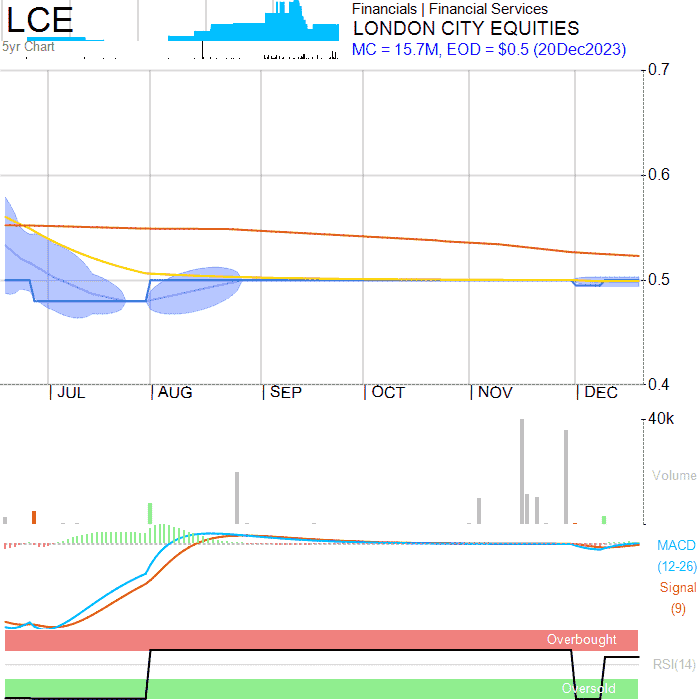 LCE
5yr Chart
Financials | Financial Services
LONDON CITY EQUITIES
MC = 15.7M, EOD = $0.5 (20Dec2023)
0.7
0.6
0.5
0.4
JUL AUG SEP OCT NOV DEC
40k
Volume
MACD
(12-26)
Signal
(9)
Overbought
RSI(14)
Oversold